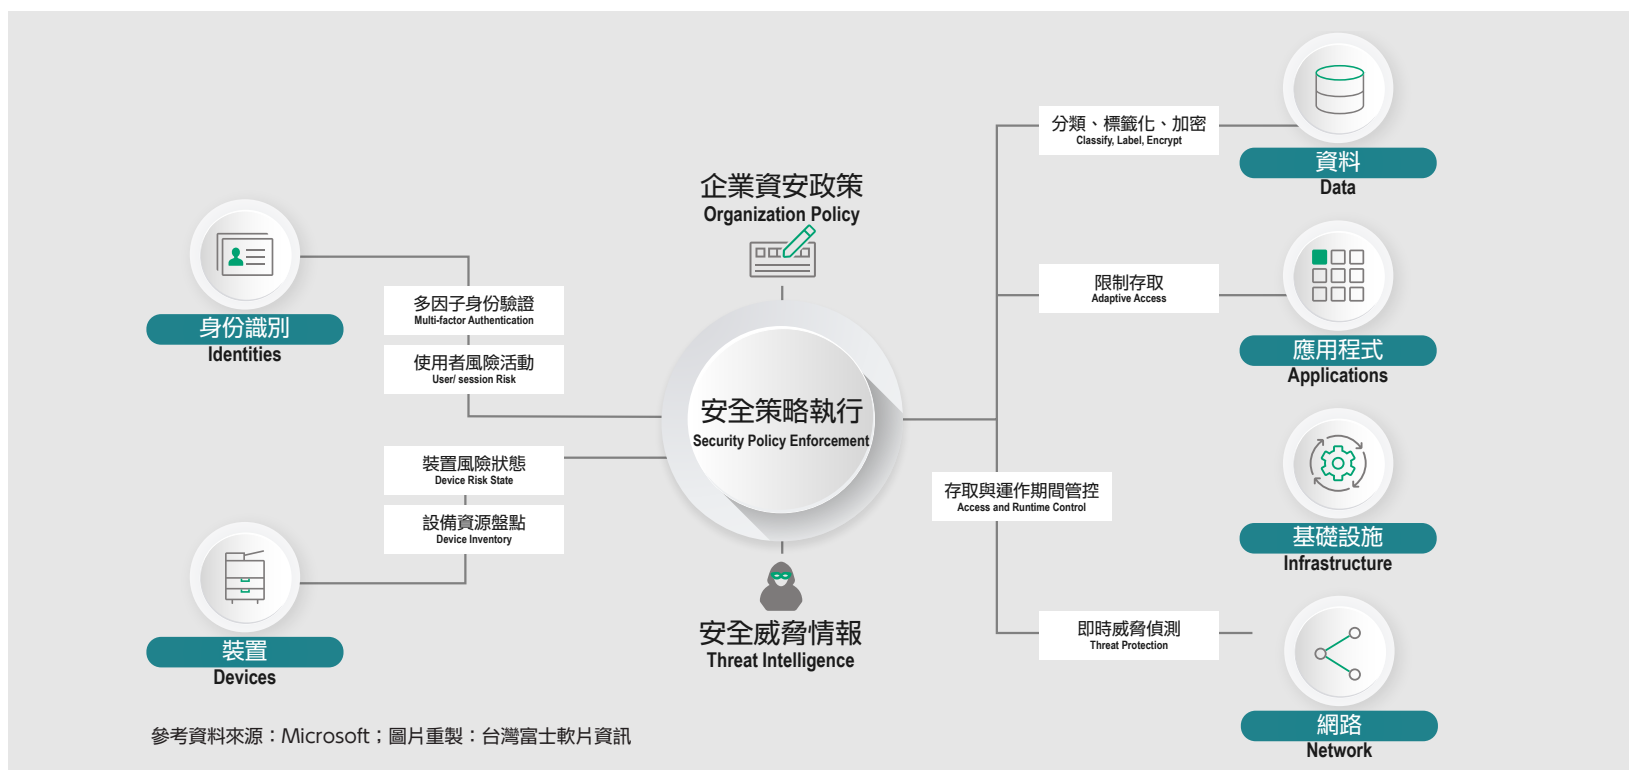 分類、標籤化、加密
Classify, Label, Encrypt
資料
Data
企業資安政策
Organization Policy
限制存取
Adaptive Access
應用程式
Applications
身份識別
Identities
多因子身份驗證
Multi-factor Authentication
使用者風險活動
User/ session Risk
安全策略執行
Security Policy Enforcement
裝置風險狀態
Device Risk State
設備資源盤點
Device Inventory
存取與運作期間管控
Access and Runtime Control
基礎設施
Infrastructure
裝置
Devices
安全威脅情報
Threat Intelligence
即時威脅偵測
Threat Protection
網路
Network
參考資料來源：Microsoft；圖片重製：台灣富士軟片資訊